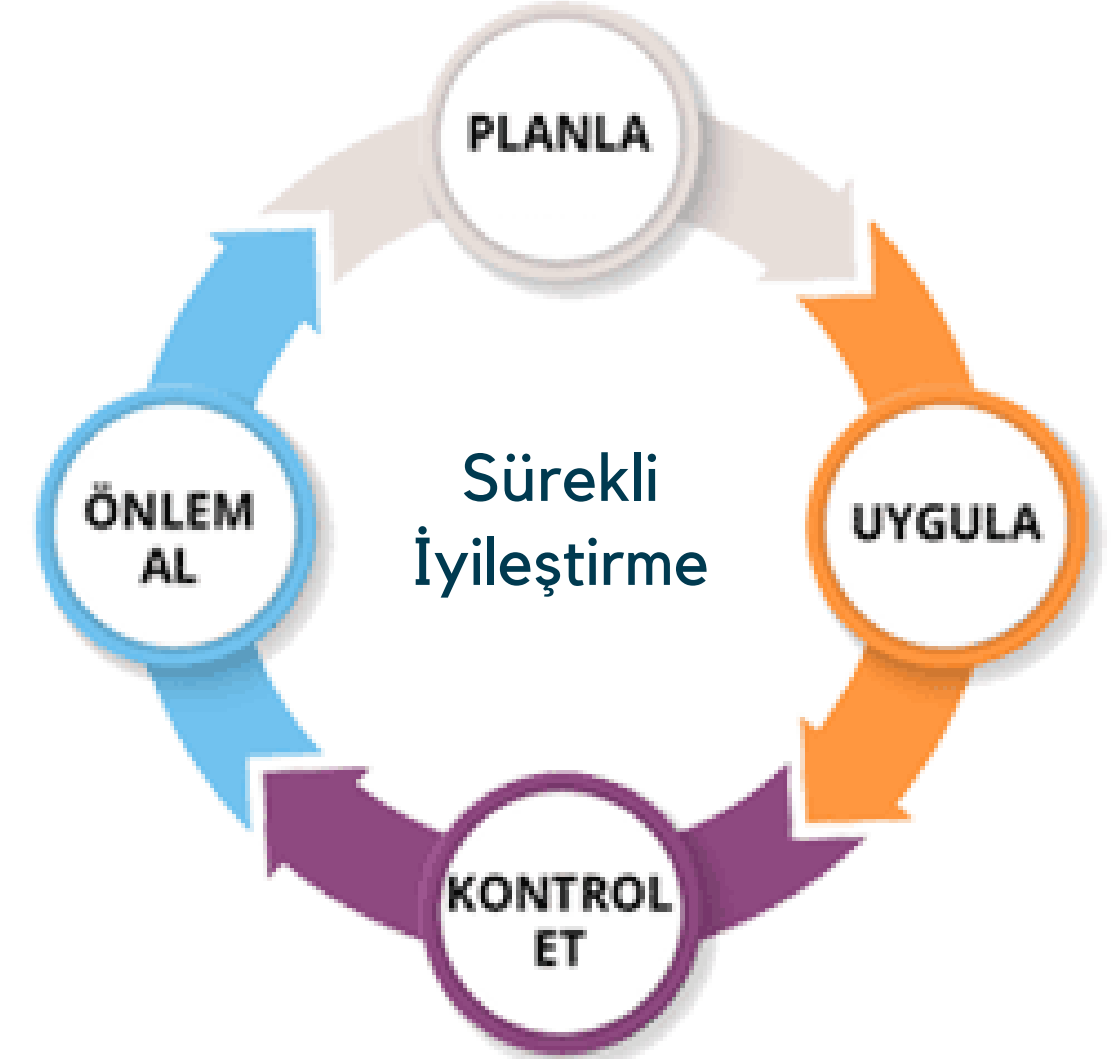 PLANLA
UYGULA
KONTROL
ET
ÖNLEM
AL
Sürekli
İyileştirme